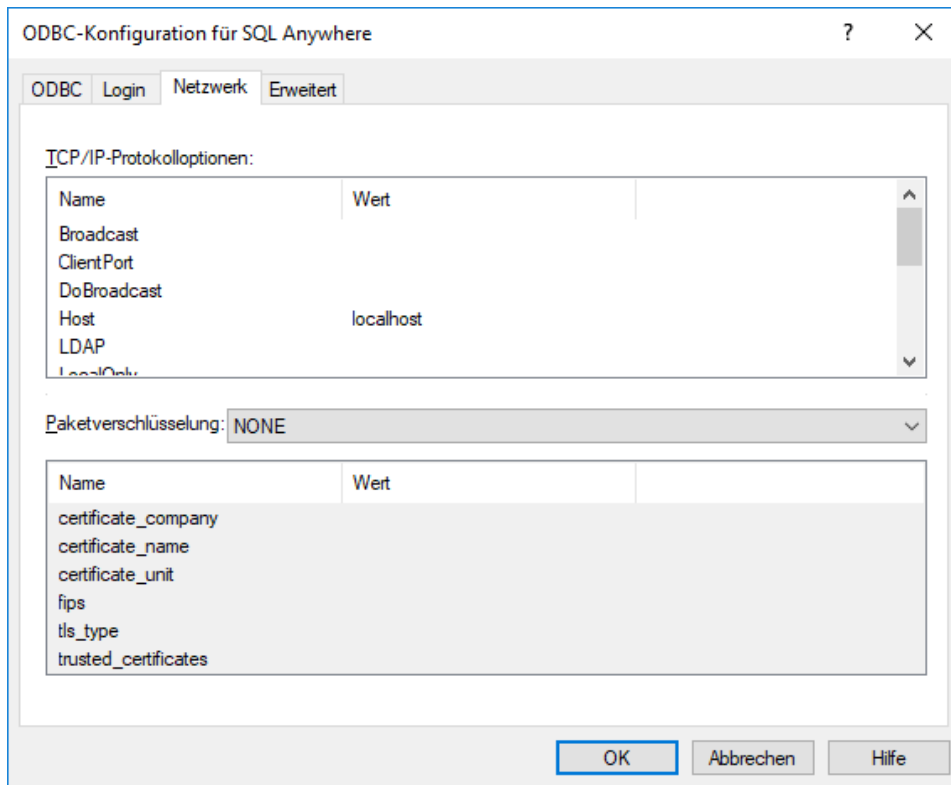 ODBC-Konfiguration für SQL Anywhere ?
ODBC Login Netzwerk Erweitert
TCP/IP-Protokolloptionen:
Name Wert
Broadcast
ClientPort
DoBroadcast
Host localhost
LDAP
LocalOnly
Paketverschlüsselung: NONE
Name Wert
certificate_company
certificate_name
certificate_unit
fips
tls_type
trusted_certificates
OK Abbrechen Hilfe